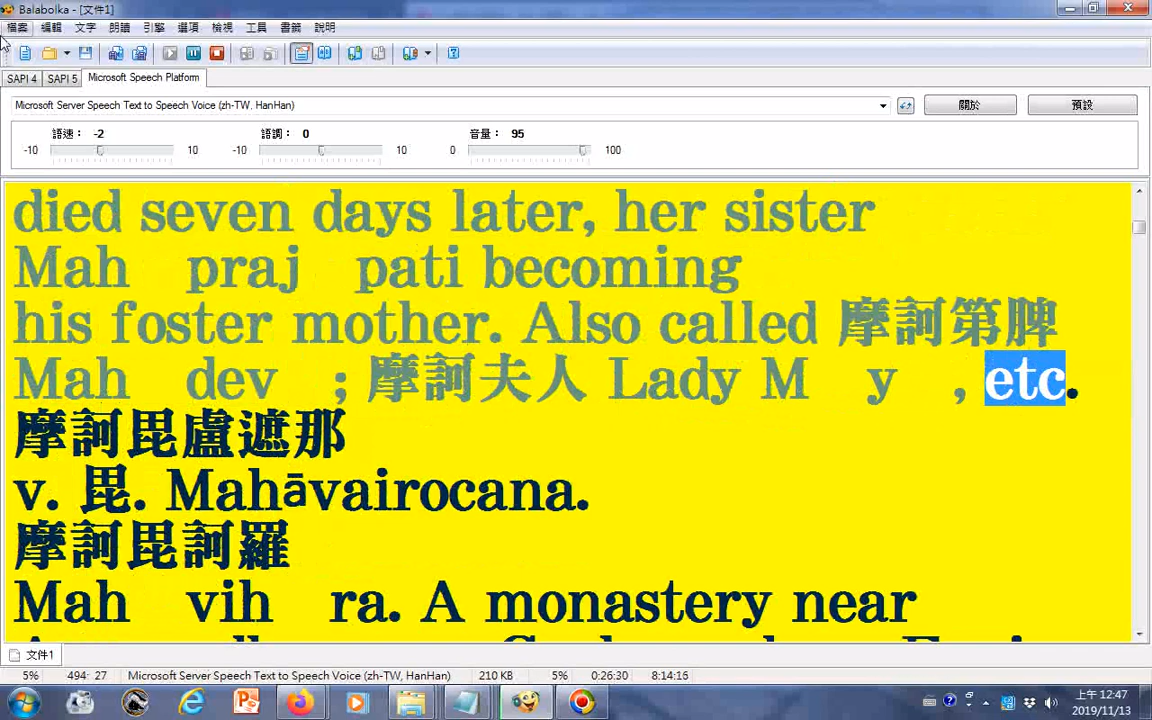 Balabolka - [文件1]
檔案 編輯 文字 朗讀 引擎 選項 檢視 工具 書籤 說明
SAPI 4 SAPI 5 Microsoft Speech Platform
Microsoft Server Speech Text to Speech Voice (zh-TW, HanHan) 關於 預設
語速： -2 語調： 0 音量： 95
-10 10 -10 10 0 100
died seven days later, her sister
Mah praj pati becoming
his foster mother. Also called 摩訶第脾
Mah dev ; 摩訶夫人 Lady M y , etc.
摩訶毘盧遮那
v. 毘. Mahāvairocana.
摩訶毘訶羅
Mah vih ra. A monastery near
文件1
5% 494: 27 Microsoft Server Speech Text to Speech Voice (zh-TW, HanHan) 210 KB 5% 0:26:30 8:14:16
上午 12:47
2019/11/13